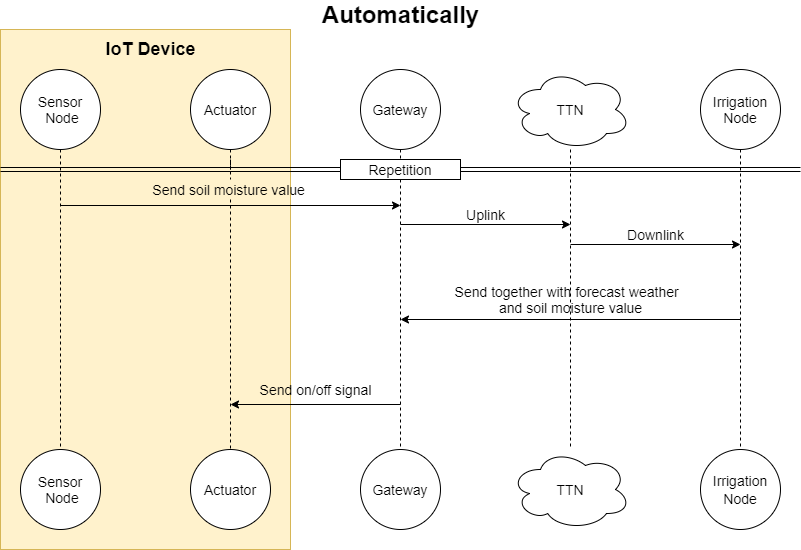 Automatically
IoT Device
Sensor
Node
Actuator
Gateway
TTN
Irrigation
Node
Repetition
Send soil moisture value
Uplink
Downlink
Send together with forecast weather
and soil moisture value
Send on/off signal
Sensor
Node
Actuator
Gateway
TTN
Irrigation
Node